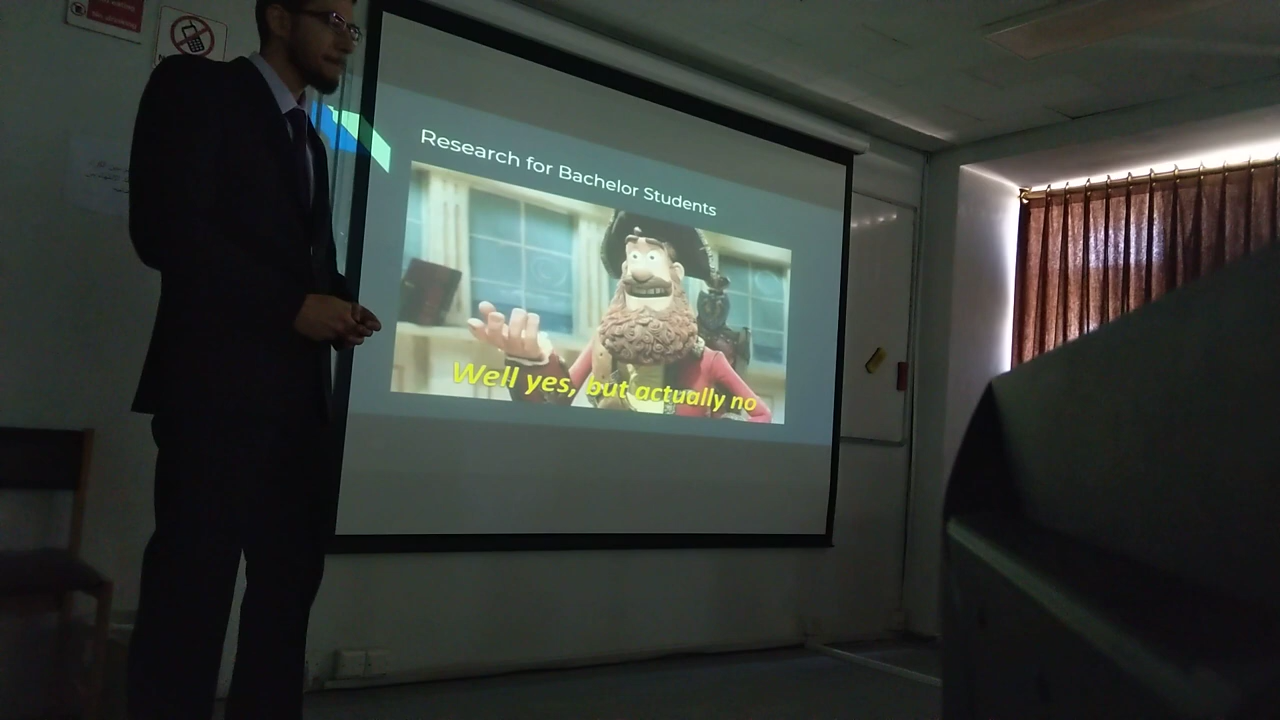 Research for Bachelor Students
Well yes, but actually no